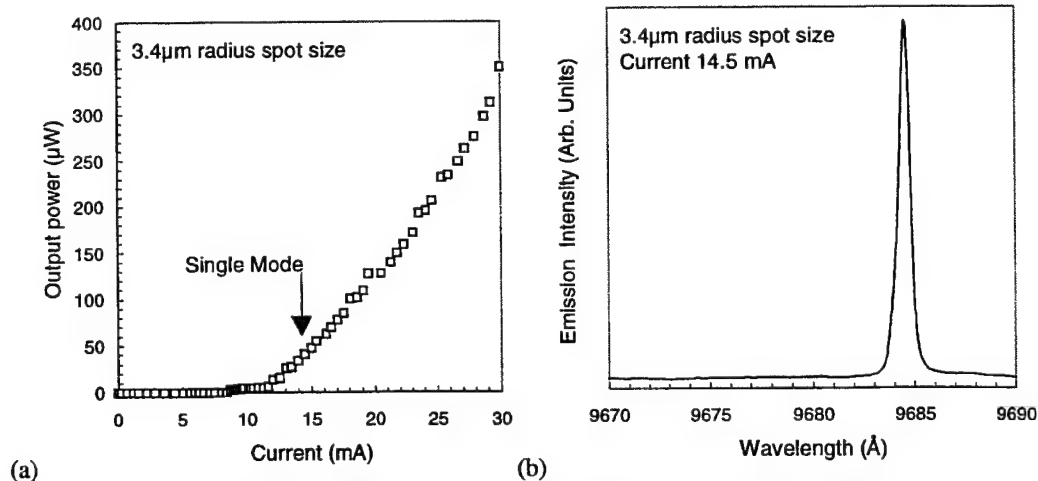 3.4µm radius spot size
Output power (µW)
400
350
300
250
200
150
100
50
0
Single Mode
0 5 10 15 20 25 30
Current (mA)
(a)
3.4µm radius spot size
Current 14.5 mA
Emission Intensity (Arb. Units)
9670 9675 9680 9685 9690
Wavelength (Å)
(b)